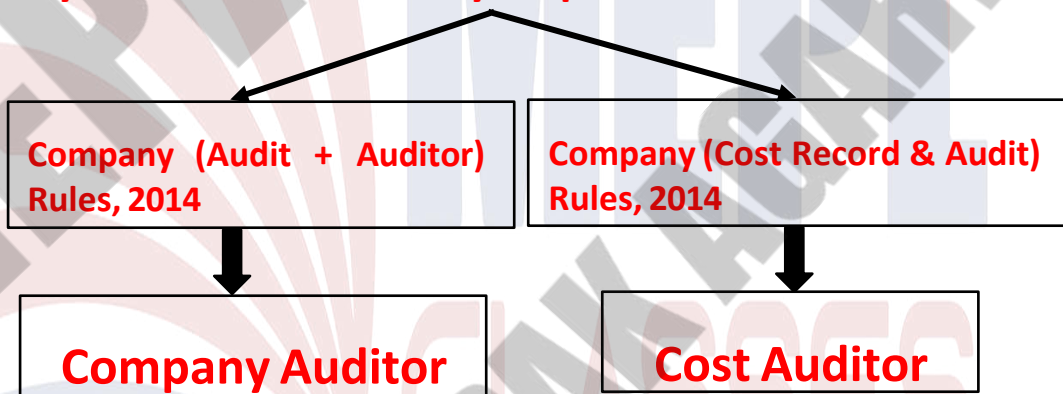 Company (Audit + Auditor)
Rules, 2014
Company (Cost Record & Audit)
Rules, 2014
Company Auditor
Cost Auditor